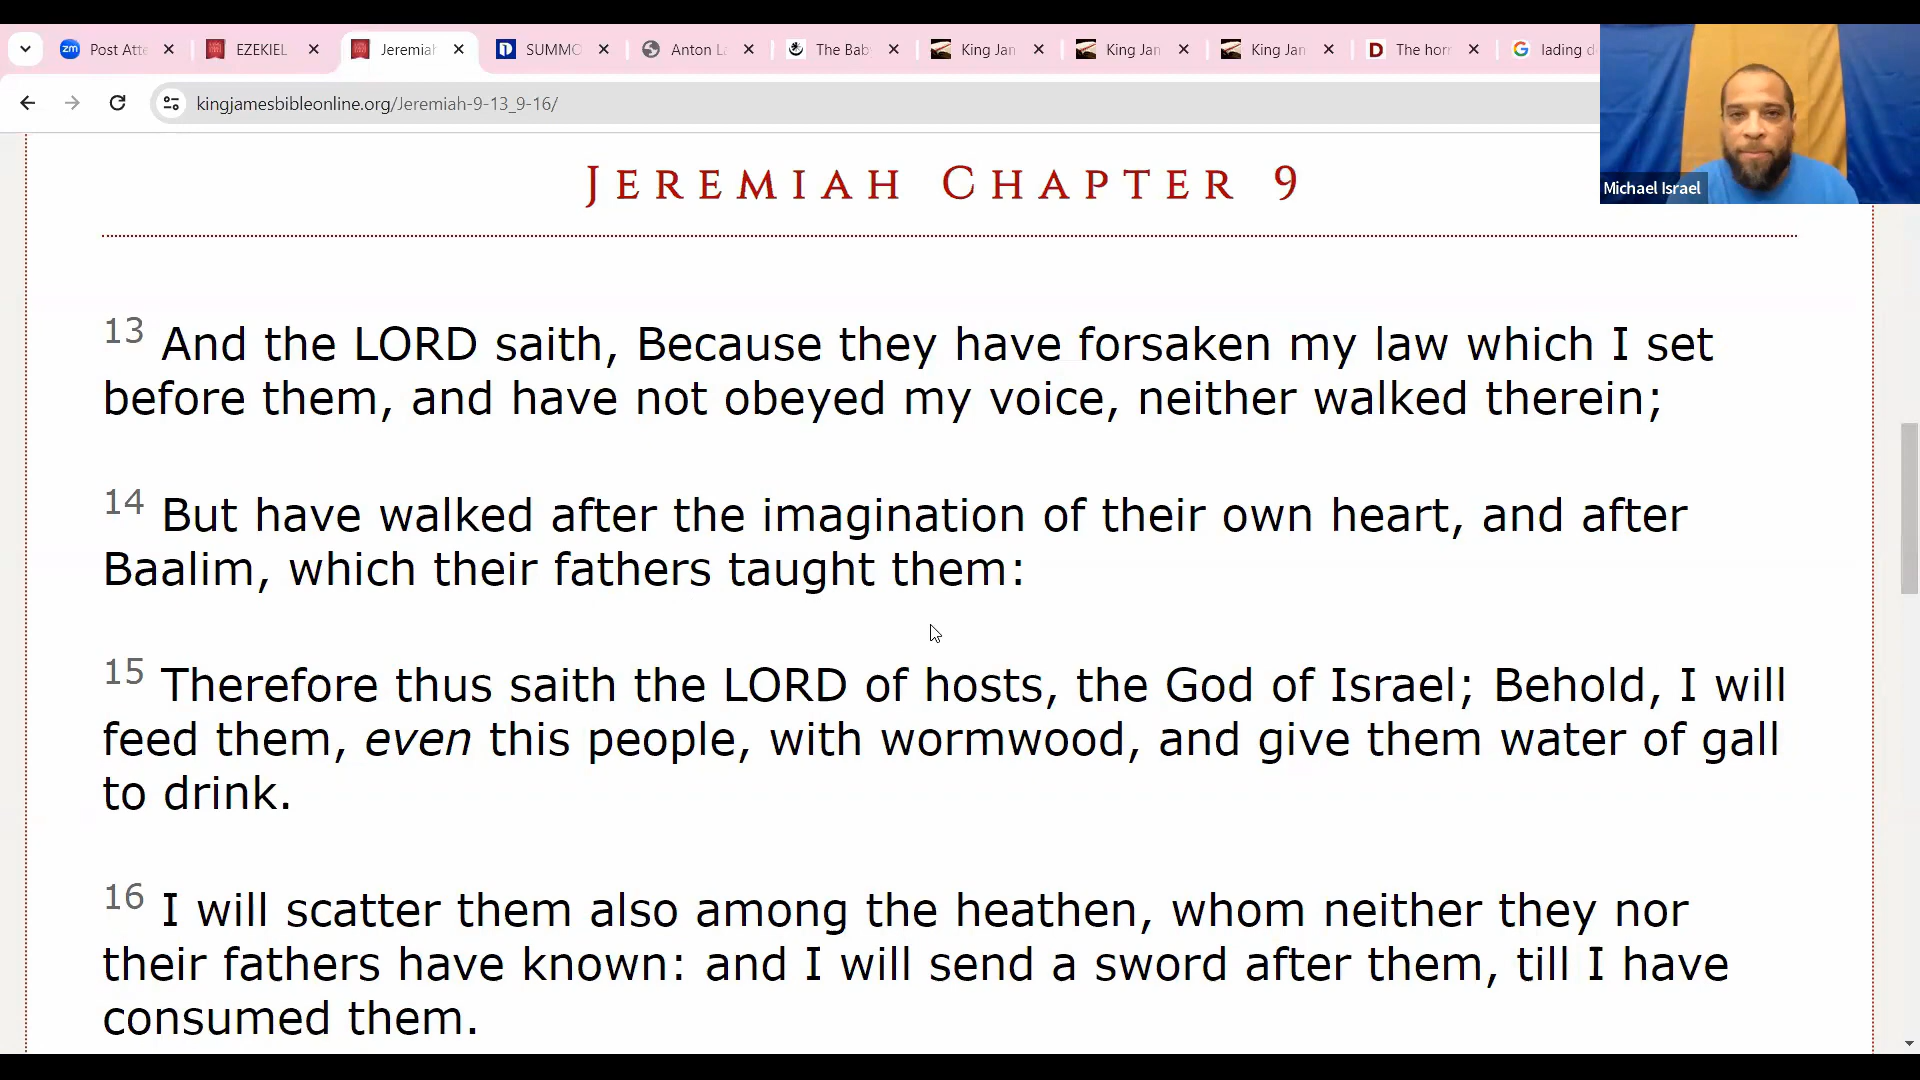 Post Atte
EZEKIEL
Jeremiah
SUMMO
Anton La
The Bab
King Jan
King Jan
King Jan
The horr
lading d
kingjamesbibleonline.org/Jeremiah-9-13_9-16/
Michael Israel
JEREMIAH CHAPTER 9
13 And the LORD saith, Because they have forsaken my law which I set
before them, and have not obeyed my voice, neither walked therein;
14 But have walked after the imagination of their own heart, and after
Baalim, which their fathers taught them:
15 Therefore thus saith the LORD of hosts, the God of Israel; Behold, I will
feed them, even this people, with wormwood, and give them water of gall
to drink.
16 I will scatter them also among the heathen, whom neither they nor
their fathers have known: and I will send a sword after them, till I have
consumed them.